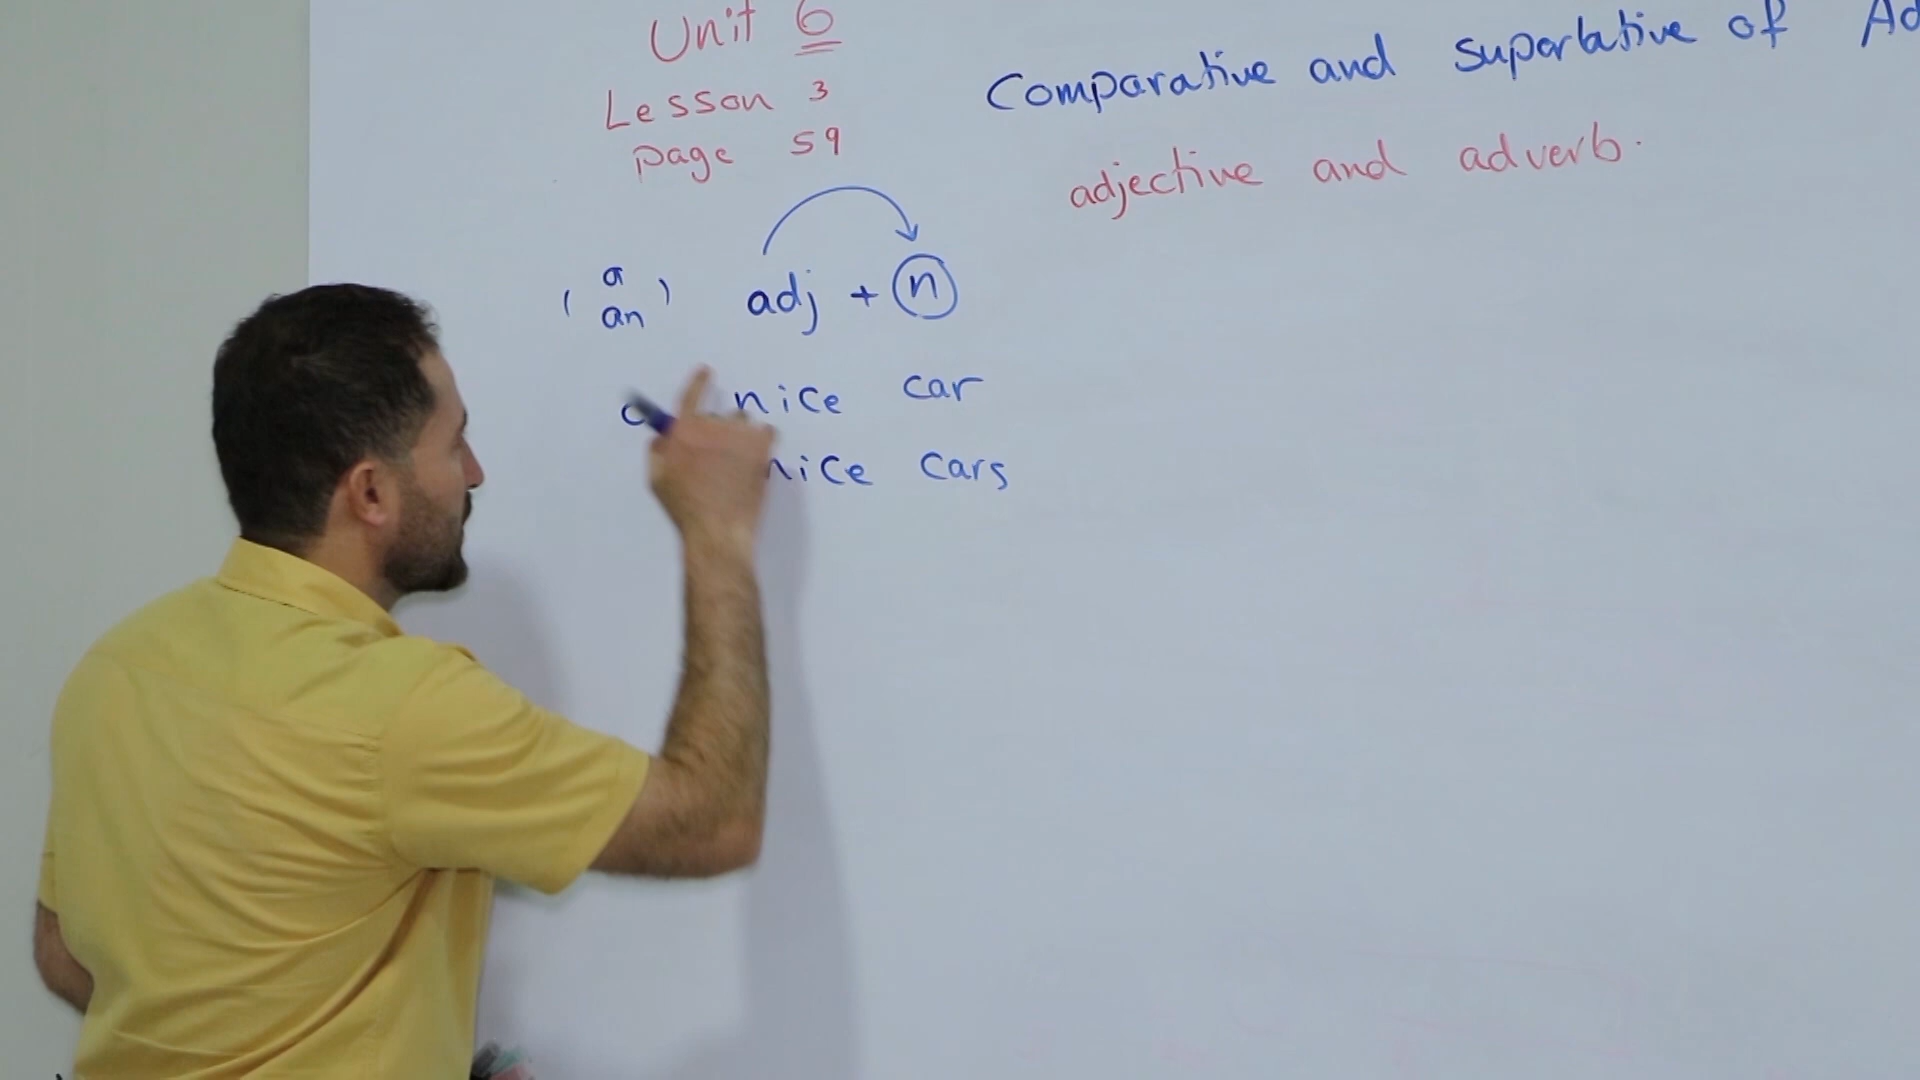 Unit 6
Lesson 3
page 59
Comparative and superlative of Ad
adjective and adverb.
( a an ) adj + n
a nice car
nice cars